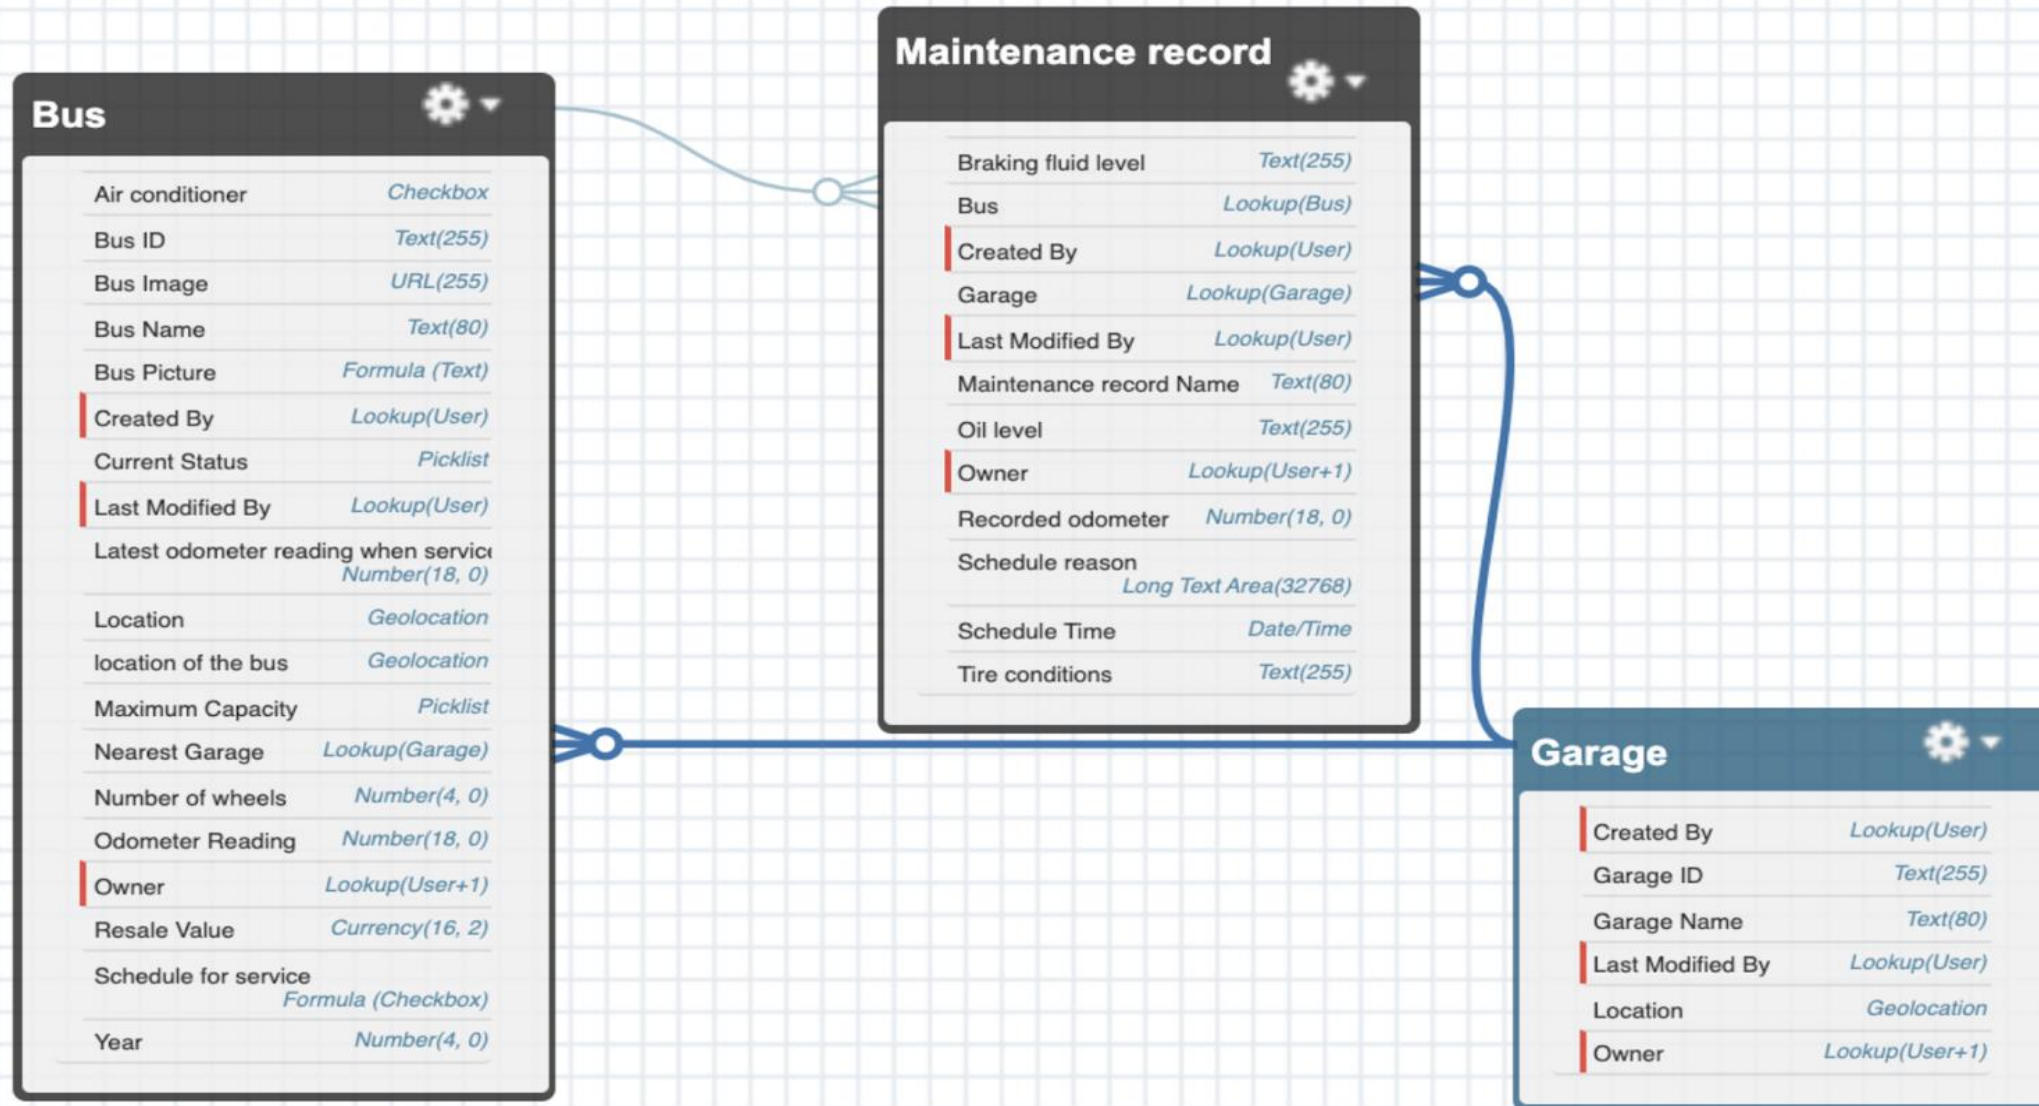 Bus
Air conditioner Checkbox
Bus ID Text(255)
Bus Image URL(255)
Bus Name Text(80)
Bus Picture Formula (Text)
Created By Lookup(User)
Current Status Picklist
Last Modified By Lookup(User)
Latest odometer reading when service
Number(18, 0)
Location Geolocation
location of the bus Geolocation
Maximum Capacity Picklist
Nearest Garage Lookup(Garage)
Number of wheels Number(4, 0)
Odometer Reading Number(18, 0)
Owner Lookup(User+1)
Resale Value Currency(16, 2)
Schedule for service
Formula (Checkbox)
Year Number(4, 0)
Maintenance record
Braking fluid level Text(255)
Bus Lookup(Bus)
Created By Lookup(User)
Garage Lookup(Garage)
Last Modified By Lookup(User)
Maintenance record Name Text(80)
Oil level Text(255)
Owner Lookup(User+1)
Recorded odometer Number(18, 0)
Schedule reason
Long Text Area(32768)
Schedule Time Date/Time
Tire conditions Text(255)
Garage
Created By Lookup(User)
Garage ID Text(255)
Garage Name Text(80)
Last Modified By Lookup(User)
Location Geolocation
Owner Lookup(User+1)